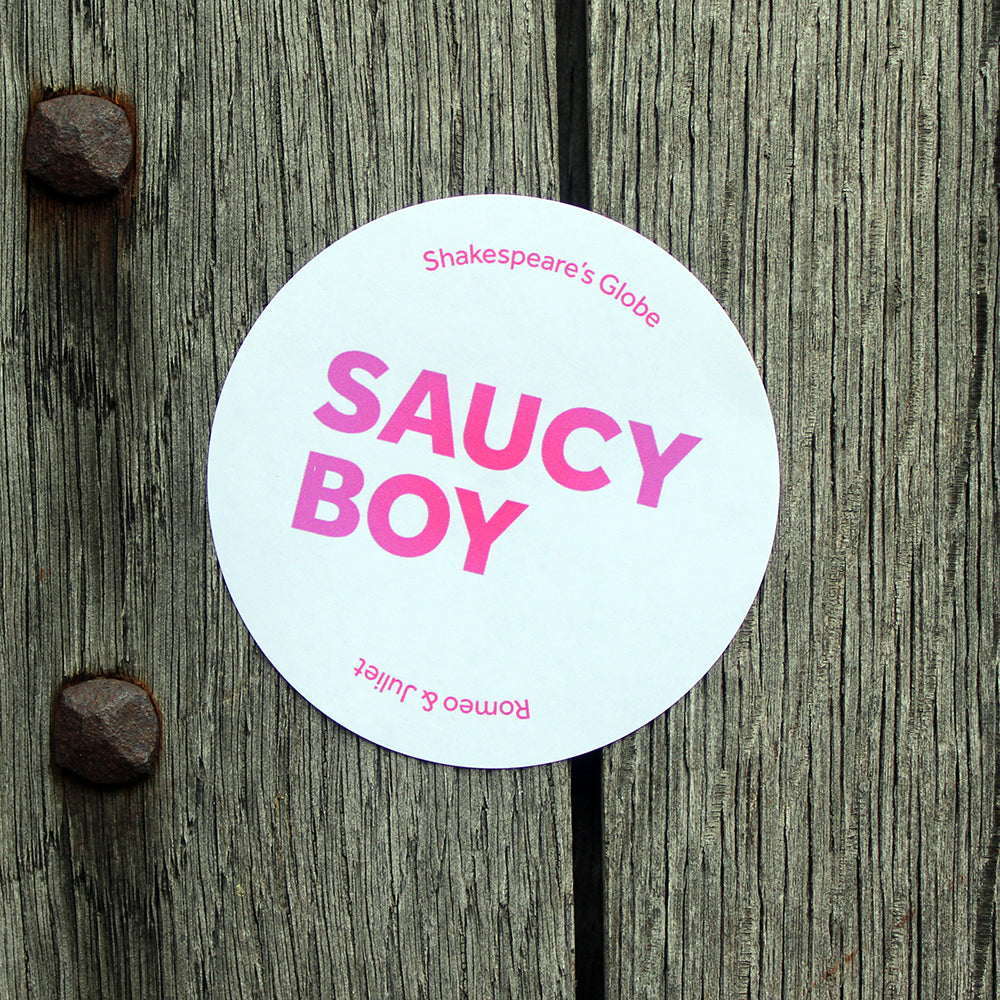 Shakespeare's Globe
SAUCY
BOY
Romeo & Juliet